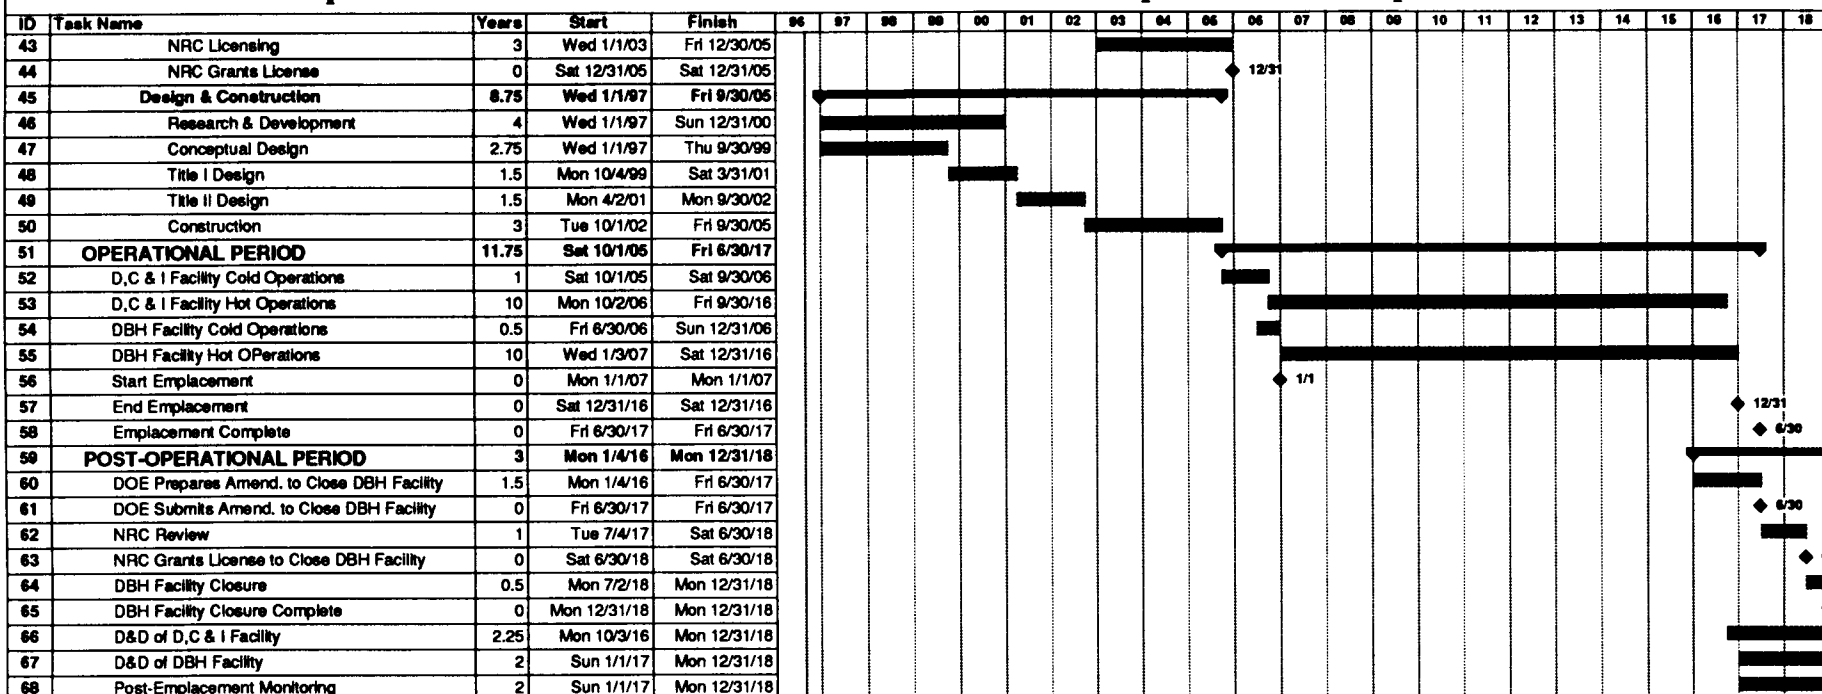 ID Task Name Years Start Finish 96 97 98 99 00 01 02 03 04 05 06 07 08 09 10 11 12 13 14 15 16 17 18
43 NRC Licensing 3 Wed 1/1/03 Fri 12/30/05
44 NRC Grants License 0 Sat 12/31/05 Sat 12/31/05 12/31
45 Design & Construction 8.75 Wed 1/1/97 Fri 9/30/05
46 Research & Development 4 Wed 1/1/97 Sun 12/31/00
47 Conceptual Design 2.75 Wed 1/1/97 Thu 9/30/99
48 Title I Design 1.5 Mon 10/4/99 Sat 3/31/01
49 Title II Design 1.5 Mon 4/2/01 Mon 9/30/02
50 Construction 3 Tue 10/1/02 Fri 9/30/05
51 OPERATIONAL PERIOD 11.75 Sat 10/1/05 Fri 6/30/17
52 D,C & I Facility Cold Operations 1 Sat 10/1/05 Sat 9/30/06
53 D,C & I Facility Hot Operations 10 Mon 10/2/06 Fri 9/30/16
54 DBH Facility Cold Operations 0.5 Fri 6/30/06 Sun 12/31/06
55 DBH Facility Hot OPerations 10 Wed 1/3/07 Sat 12/31/16
56 Start Emplacement 0 Mon 1/1/07 Mon 1/1/07 1/1
57 End Emplacement 0 Sat 12/31/16 Sat 12/31/16 12/31
58 Emplacement Complete 0 Fri 6/30/17 Fri 6/30/17 6/30
59 POST-OPERATIONAL PERIOD 3 Mon 1/4/16 Mon 12/31/18
60 DOE Prepares Amend. to Close DBH Facility 1.5 Mon 1/4/16 Fri 6/30/17
61 DOE Submits Amend. to Close DBH Facility 0 Fri 6/30/17 Fri 6/30/17 6/30
62 NRC Review 1 Tue 7/4/17 Sat 6/30/18
63 NRC Grants License to Close DBH Facility 0 Sat 6/30/18 Sat 6/30/18
64 DBH Facility Closure 0.5 Mon 7/2/18 Mon 12/31/18
65 DBH Facility Closure Complete 0 Mon 12/31/18 Mon 12/31/18
66 D&D of D,C & I Facility 2.25 Mon 10/3/16 Mon 12/31/18
67 D&D of DBH Facility 2 Sun 1/1/17 Mon 12/31/18
68 Post-Emplacement Monitoring 2 Sun 1/1/17 Mon 12/31/18